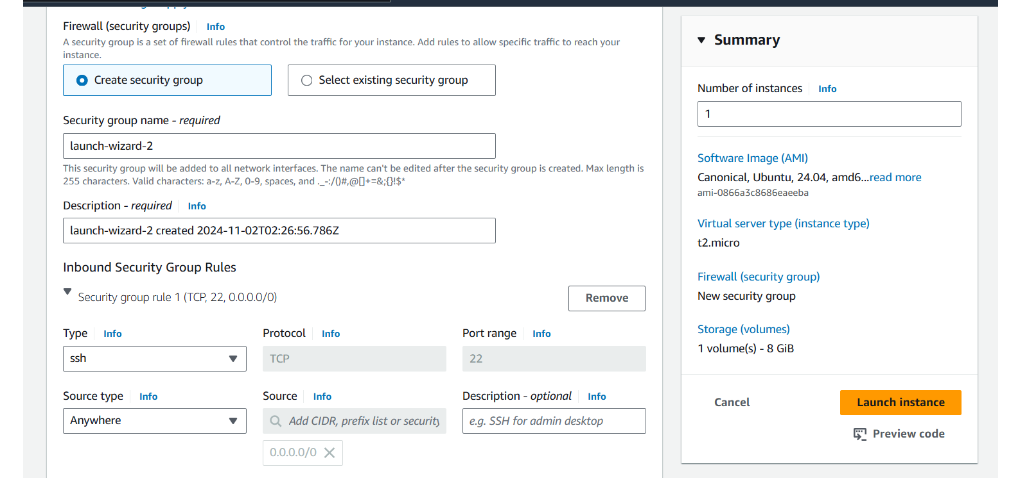 Firewall (security groups) Info
A security group is a set of firewall rules that control the traffic for your instance. Add rules to allow specific traffic to reach your
instance.
Create security group
Select existing security group
Security group name - required
launch-wizard-2
This security group will be added to all network interfaces. The name can't be edited after the security group is created. Max length is
255 characters. Valid characters: a-z, A-Z, 0-9, spaces, and ._-:/()#,@[]+=&;{}!$*
Description - required Info
launch-wizard-2 created 2024-11-02T02:26:56.786Z
Inbound Security Group Rules
Security group rule 1 (TCP, 22, 0.0.0.0/0)
Remove
Type Info
Protocol Info
Port range Info
ssh
TCP
22
Source type Info
Source Info
Description - optional Info
Anywhere
Add CIDR, prefix list or security
e.g. SSH for admin desktop
0.0.0.0/0
Summary
Number of instances Info
1
Software Image (AMI)
Canonical, Ubuntu, 24.04, amd6...read more
ami-0866a3c8686eaeeba
Virtual server type (instance type)
t2.micro
Firewall (security group)
New security group
Storage (volumes)
1 volume(s) - 8 GiB
Cancel
Launch instance
Preview code